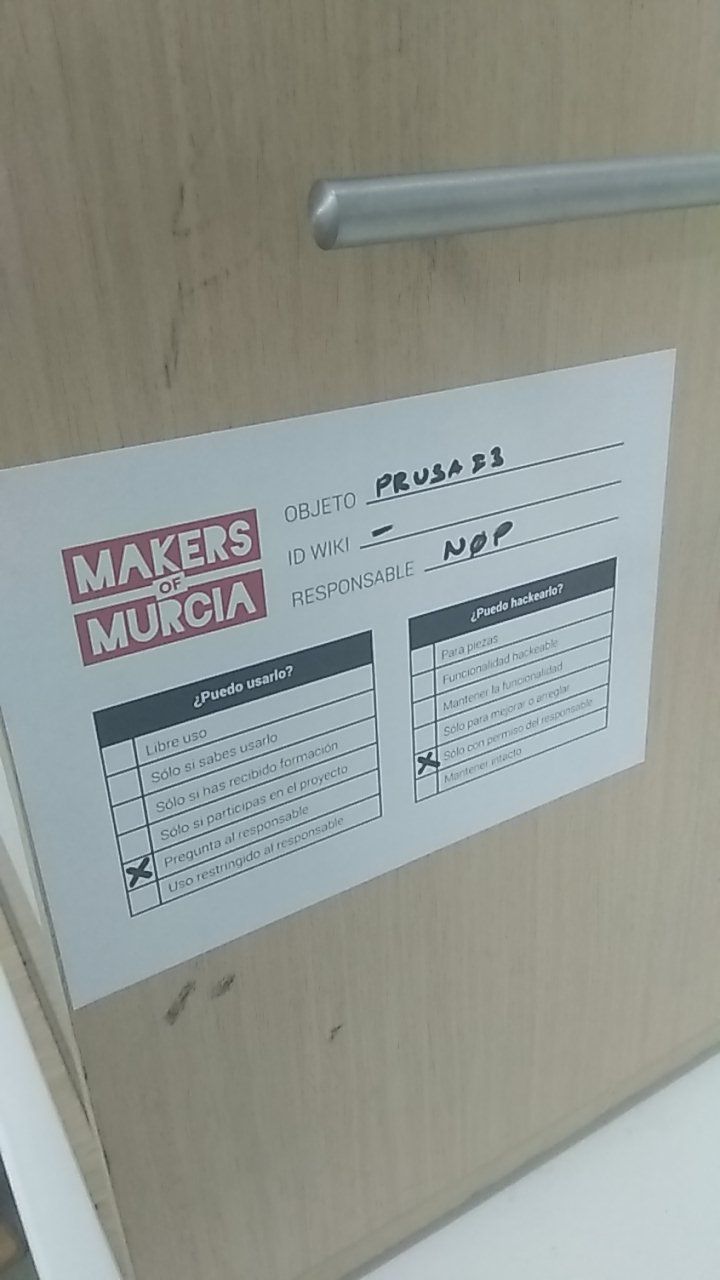 MAKERS
OF
MURCIA
OBJETO PRUSA I3
ID WIKI -
RESPONSABLE NØP
¿Puedo usarlo?
Libre uso
Sólo si sabes usarlo
Sólo si has recibido formación
Sólo si participas en el proyecto
X Pregunta al responsable
Uso restringido al responsable
¿Puedo hackearlo?
Para piezas
Funcionalidad hackeable
Mantener la funcionalidad
Sólo para mejorar o arreglar
X Sólo con permiso del responsable
Mantener intacto